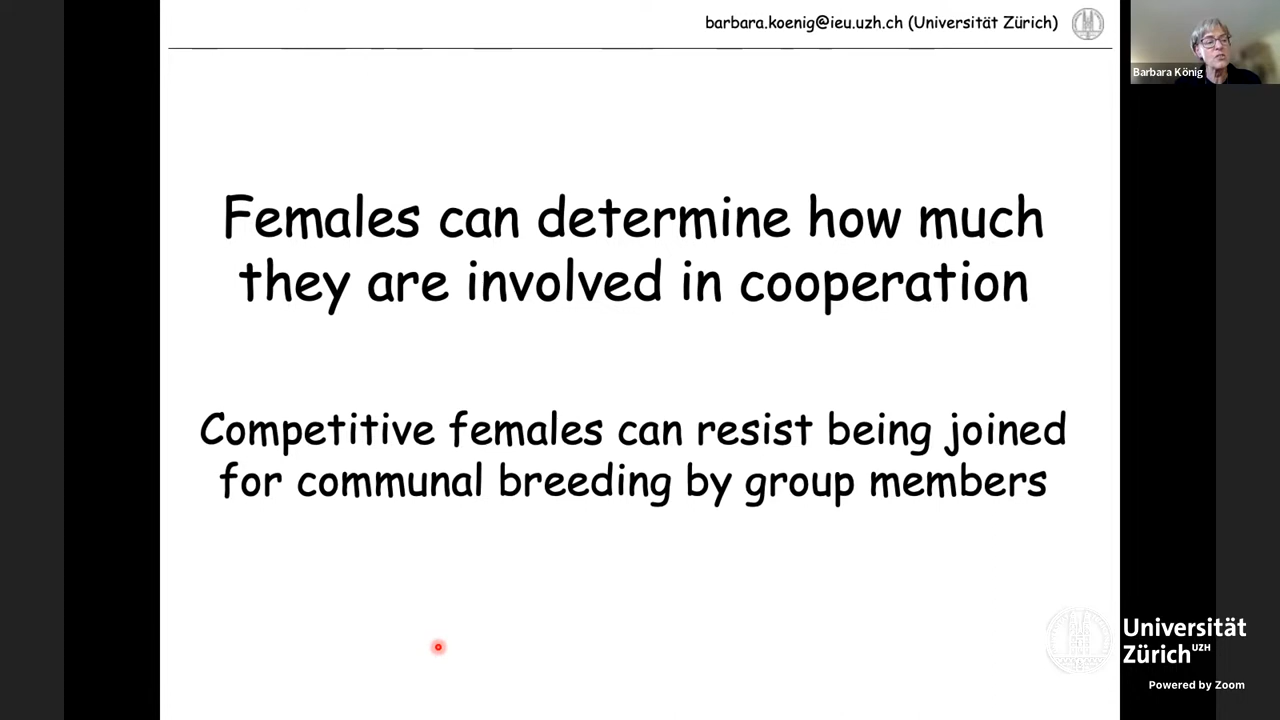 barbara.koenig@ieu.uzh.ch (Universität Zürich)
Barbara König
Females can determine how much
they are involved in cooperation
Competitive females can resist being joined
for communal breeding by group members
Universität
Zürich UZH
Powered by Zoom